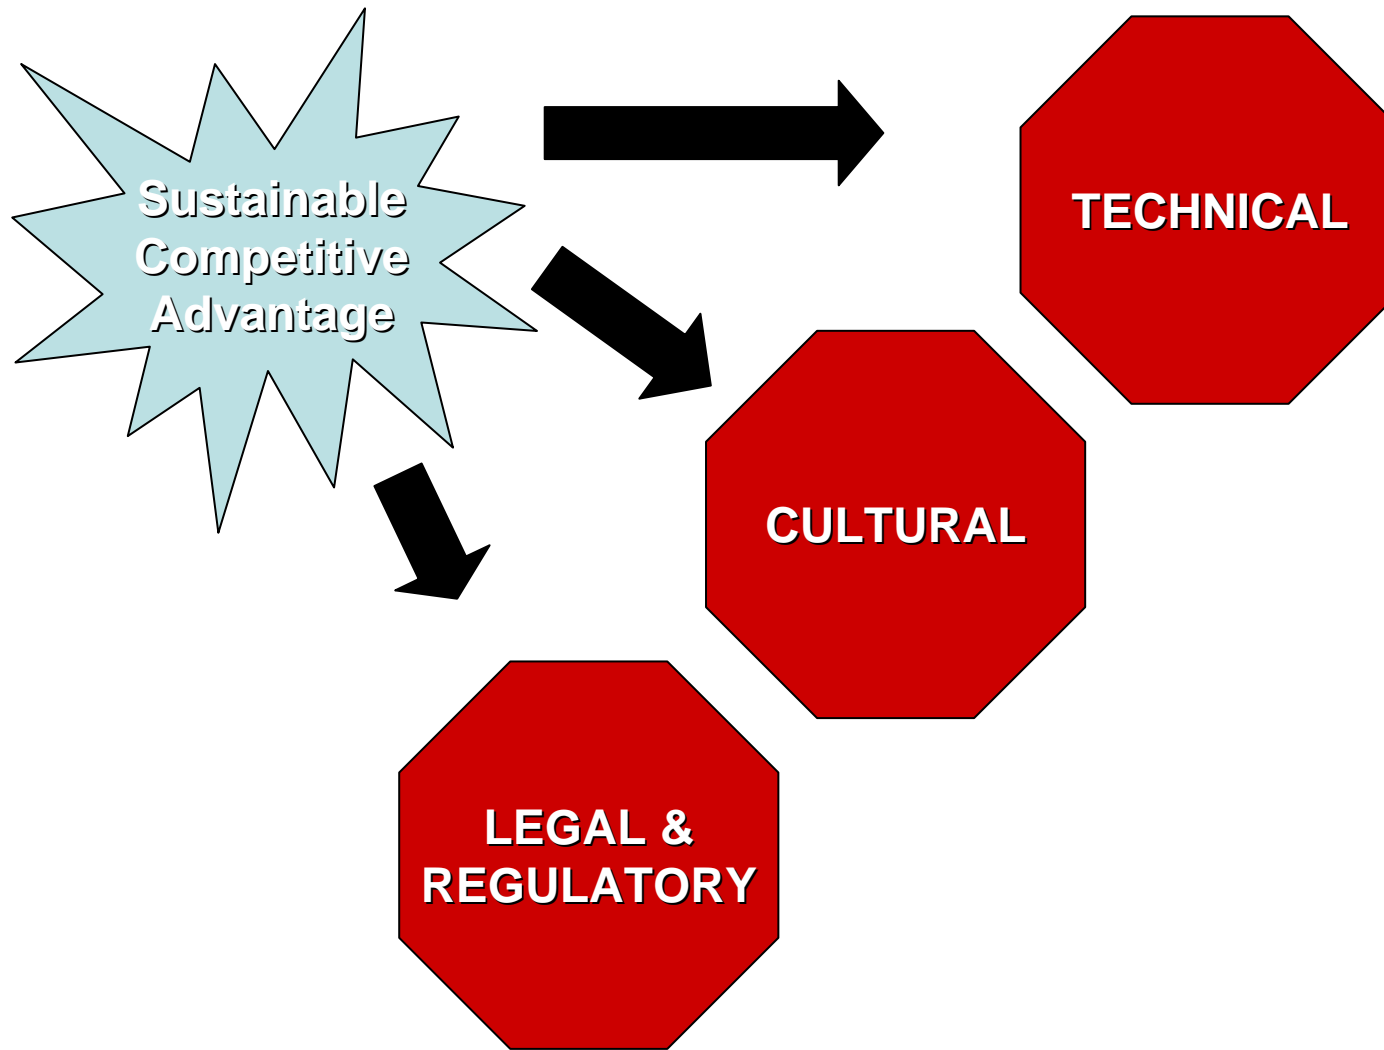 Sustainable
Competitive
Advantage
TECHNICAL
CULTURAL
LEGAL &
REGULATORY